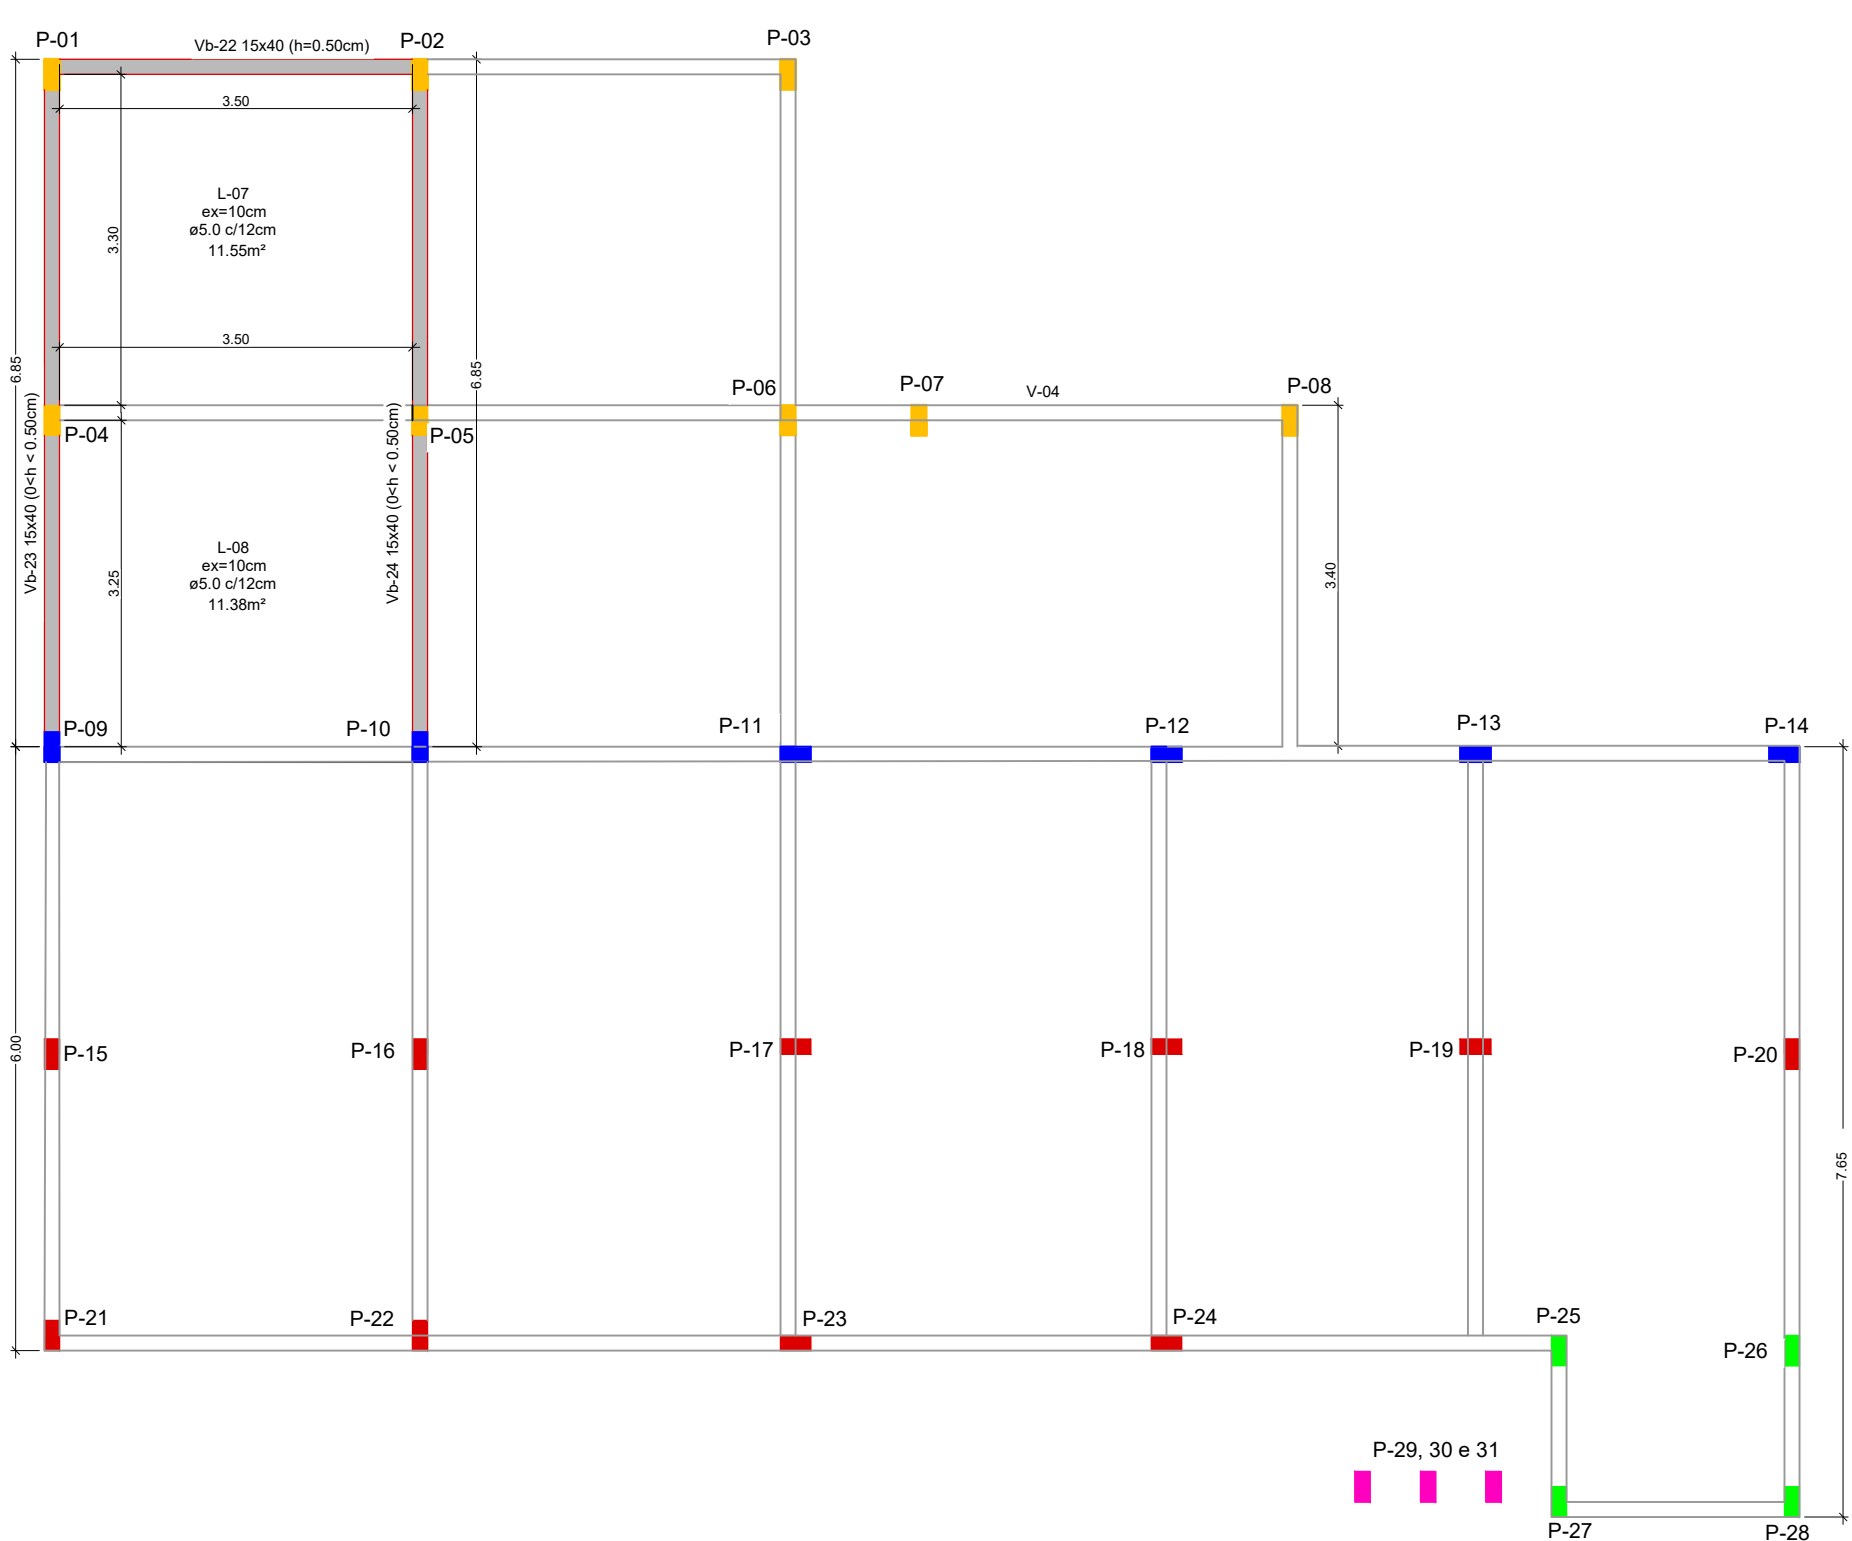 P-01
Vb-22 15x40 (h=0.50cm)
P-02
P-03
3.50
L-07
ex=10cm
ø5.0 c/12cm
11.55m²
3.30
3.50
6.85
6.85
P-06
P-07
V-04
P-08
P-04
P-05
Vb-23 15x40 (0<h < 0.50cm)
Vb-24 15x40 (0<h < 0.50cm)
L-08
ex=10cm
ø5.0 c/12cm
11.38m²
3.25
3.40
P-09
P-10
P-11
P-12
P-13
P-14
6.00
P-15
P-16
P-17
P-18
P-19
P-20
7.65
P-21
P-22
P-23
P-24
P-25
P-26
P-29, 30 e 31
P-27
P-28